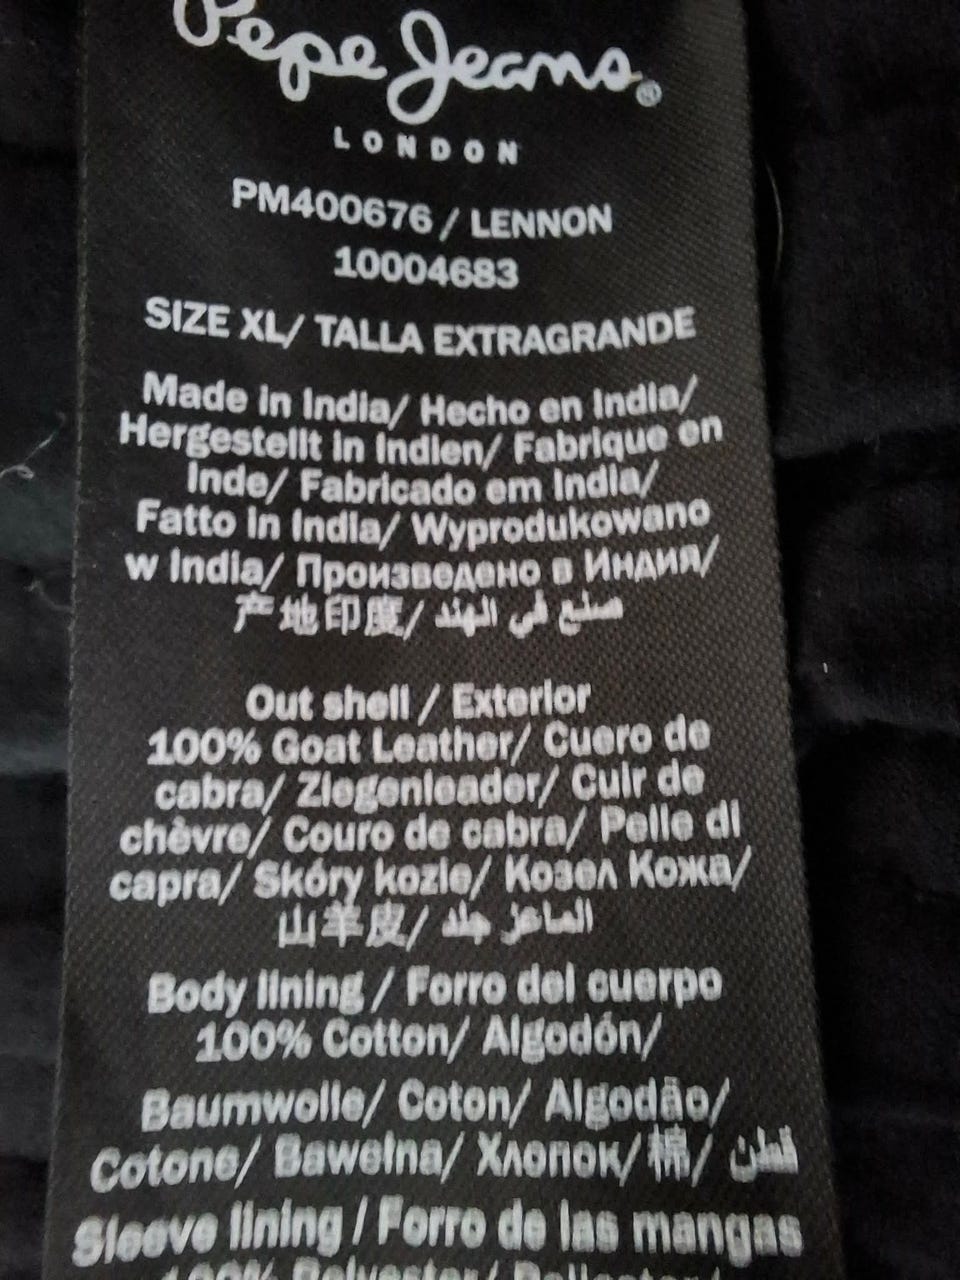 Pepe Jeans®
LONDON
PM400676 / LENNON
10004683
SIZE XL/ TALLA EXTRAGRANDE
Made in India/ Hecho en India/
Hergestellt in Indien/ Fabrique en
Inde/ Fabricado em India/
Fatto in India/ Wyprodukowano
w India/ Произведено в Индия/
产地印度/ صنع في الهند
Out shell / Exterior
100% Goat Leather/ Cuero de
cabra/ Ziegenleader/ Cuir de
chèvre/ Couro de cabra/ Pelle di
capra/ Skóry kozie/ Козел Кожа/
山羊皮/ الماعز جلد
Body lining / Forro del cuerpo
100% Cotton/ Algodón/
Baumwolle/ Coton/ Algodão/
Cotone/ Bawelna/ Хлопок/ 棉/ قطن
Sleeve lining / Forro de las mangas
100% Polyester/ Poliester/